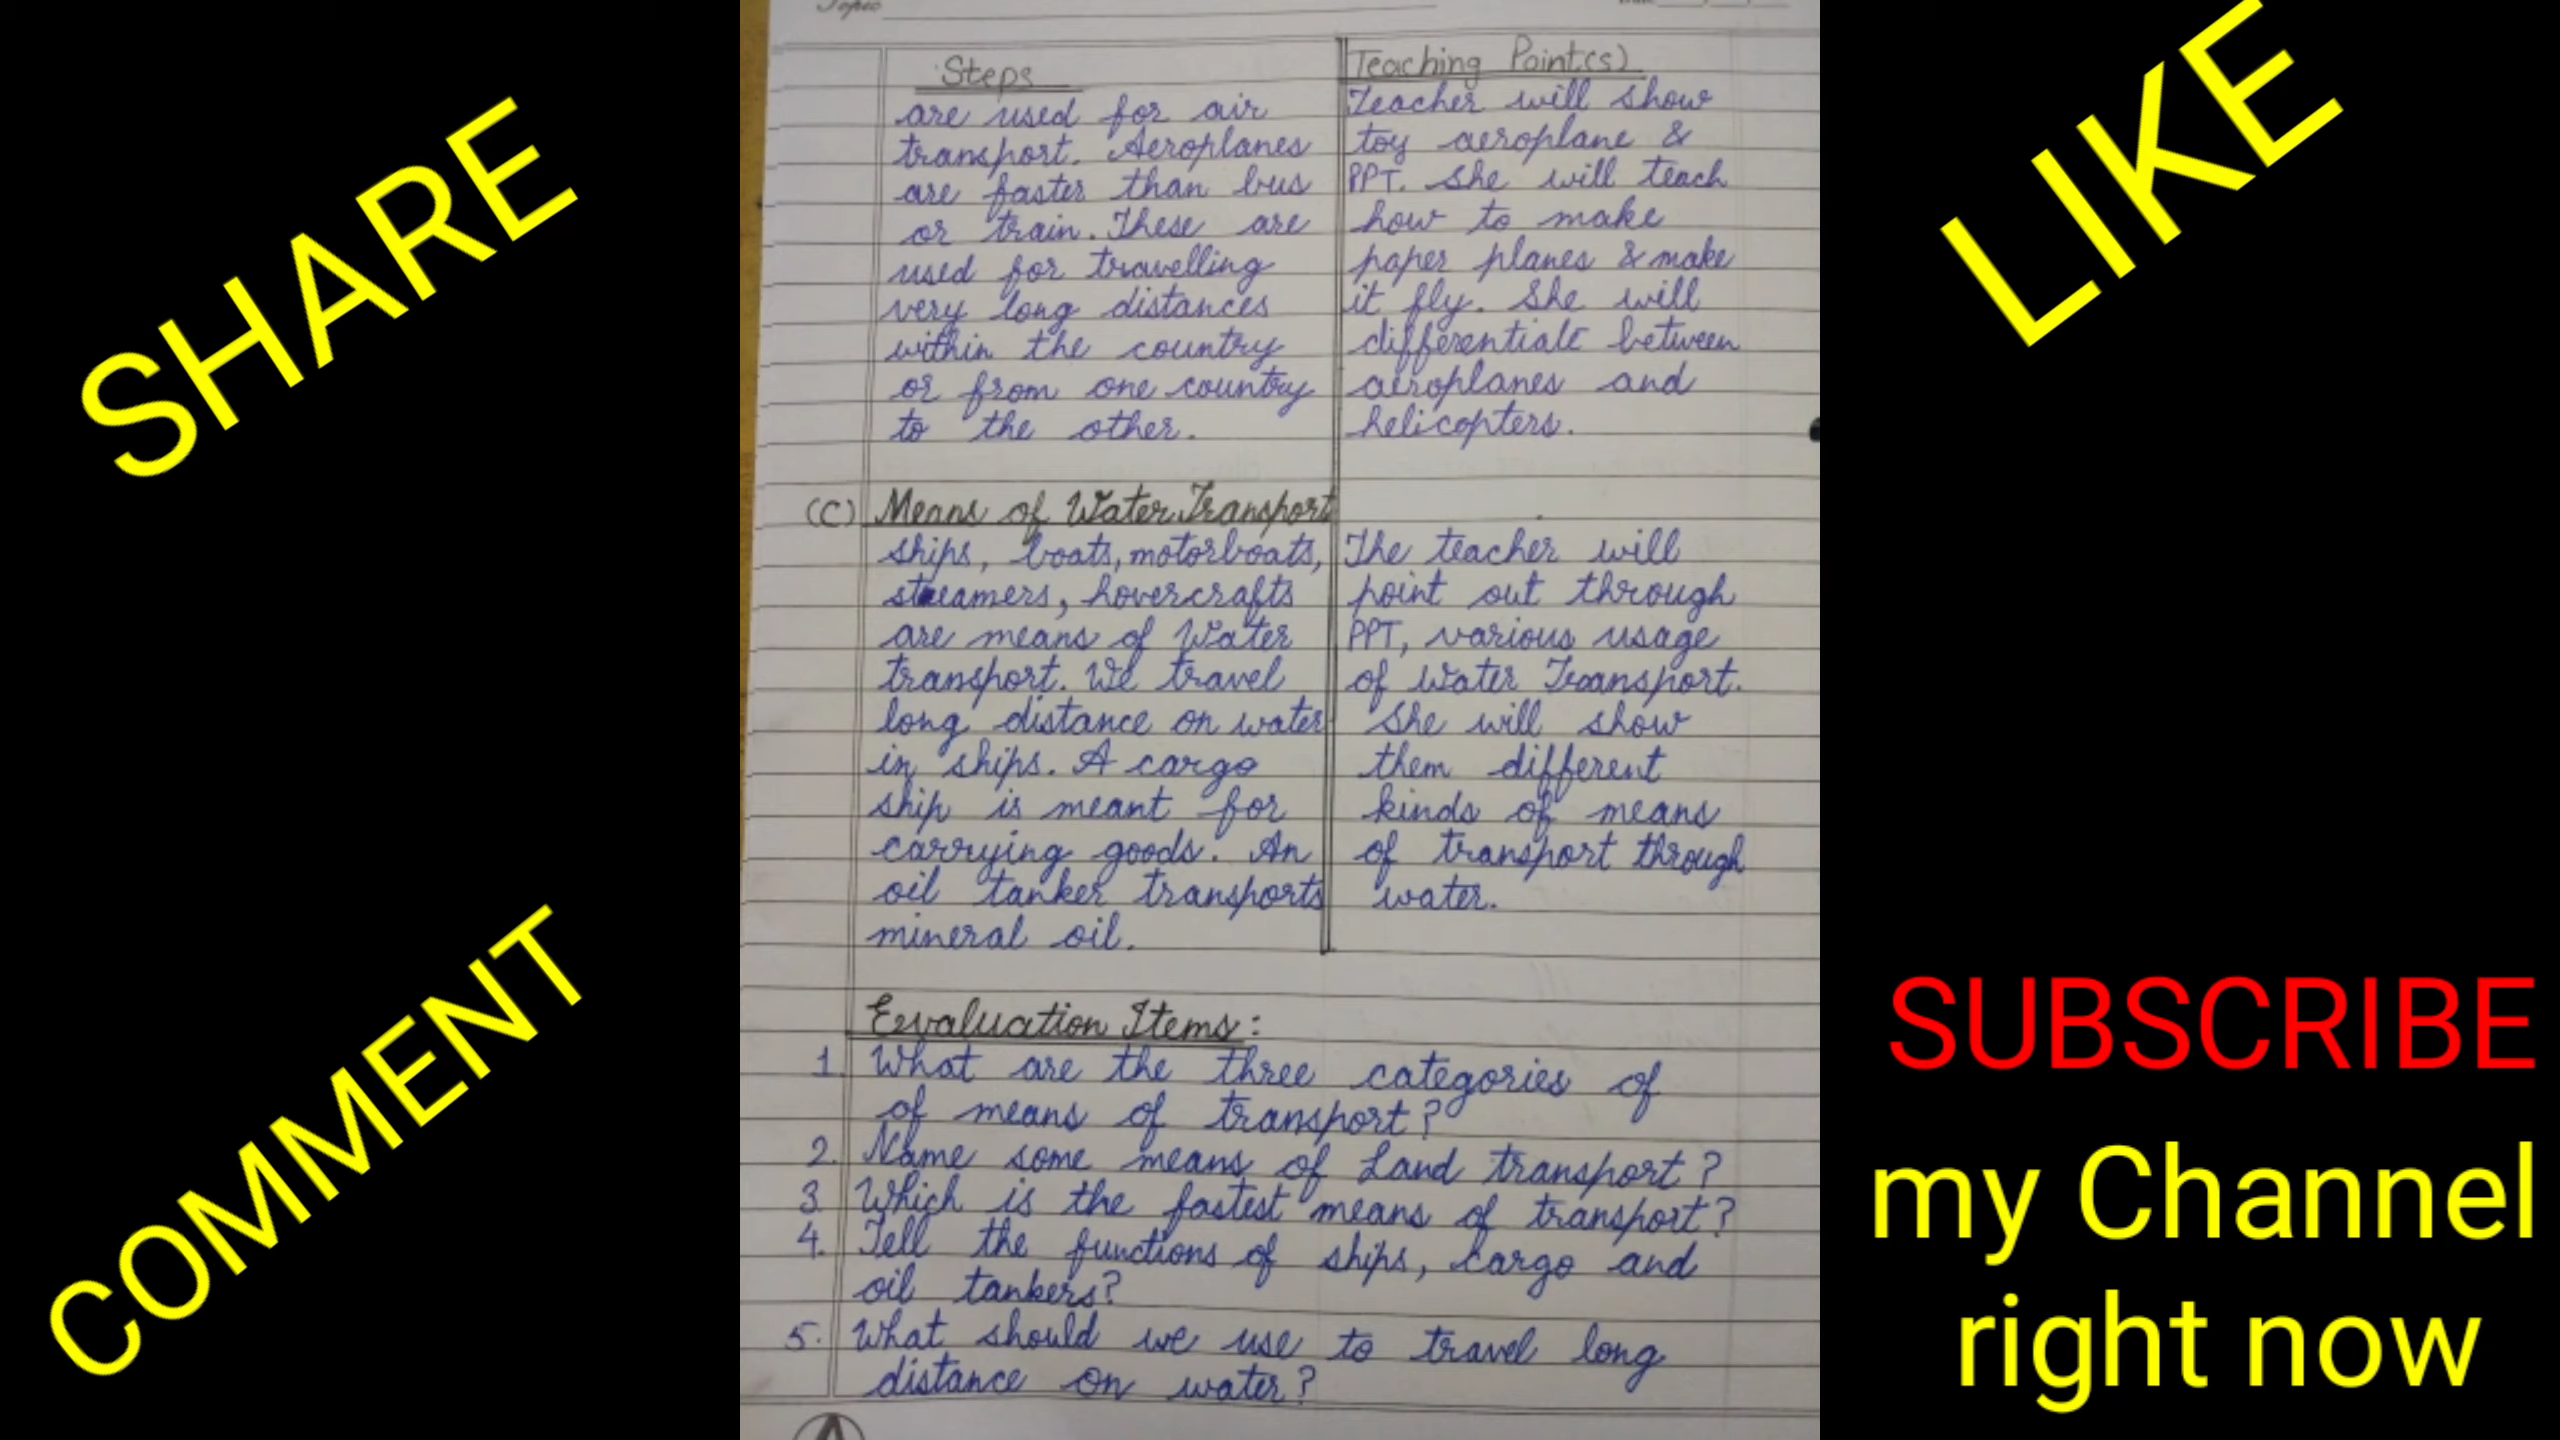 Topic
SHARE
LIKE
COMMENT
SUBSCRIBE
my Channel
right now
Steps
are used for air
transport. Aeroplanes
are faster than bus
or train. These are
used for travelling
very long distances
within the country
or from one country
to the other.
Teaching Point(s)
Teacher will show
toy aeroplane &
PPT. She will teach
how to make
paper planes & make
it fly. She will
differentiate between
aeroplanes and
helicopters.
(C) Means of Water Transport
ships, boats, motorboats,
streamers, hovercrafts
are means of Water
transport. We travel
long distance on water
in ships. A cargo
ship is meant for
carrying goods. An
oil tanker transports
mineral oil.
The teacher will
point out through
PPT, various usage
of Water Transport.
She will show
them different
kinds of means
of transport through
water.
Evaluation Items:
1. What are the three categories of
of means of transport?
2. Name some means of Land transport?
3. Which is the fastest means of transport?
4. Tell the functions of ships, cargo and
oil tankers?
5. What should we use to travel long
distance on water?